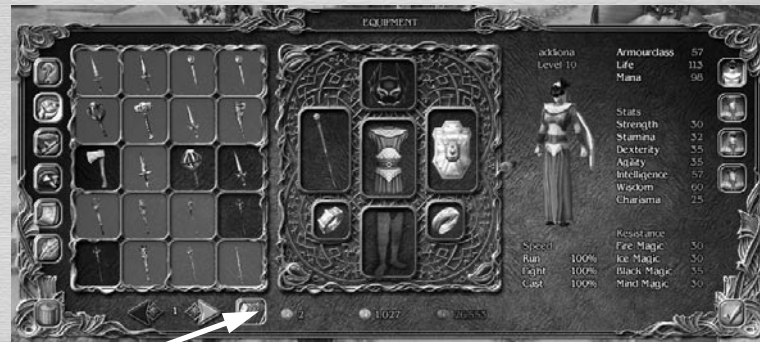 EQUIPMENT
addiona
Level 10
Armourclass 57
Life 113
Mana 98
Stats
Strength 30
Stamina 32
Dexterity 35
Agility 35
Intelligence 57
Wisdom 60
Charisma 25
Speed
Run 100%
Fight 100%
Cast 100%
Resistance
Fire Magic 30
Ice Magic 30
Black Magic 35
Mind Magic 30
1
2
1,027